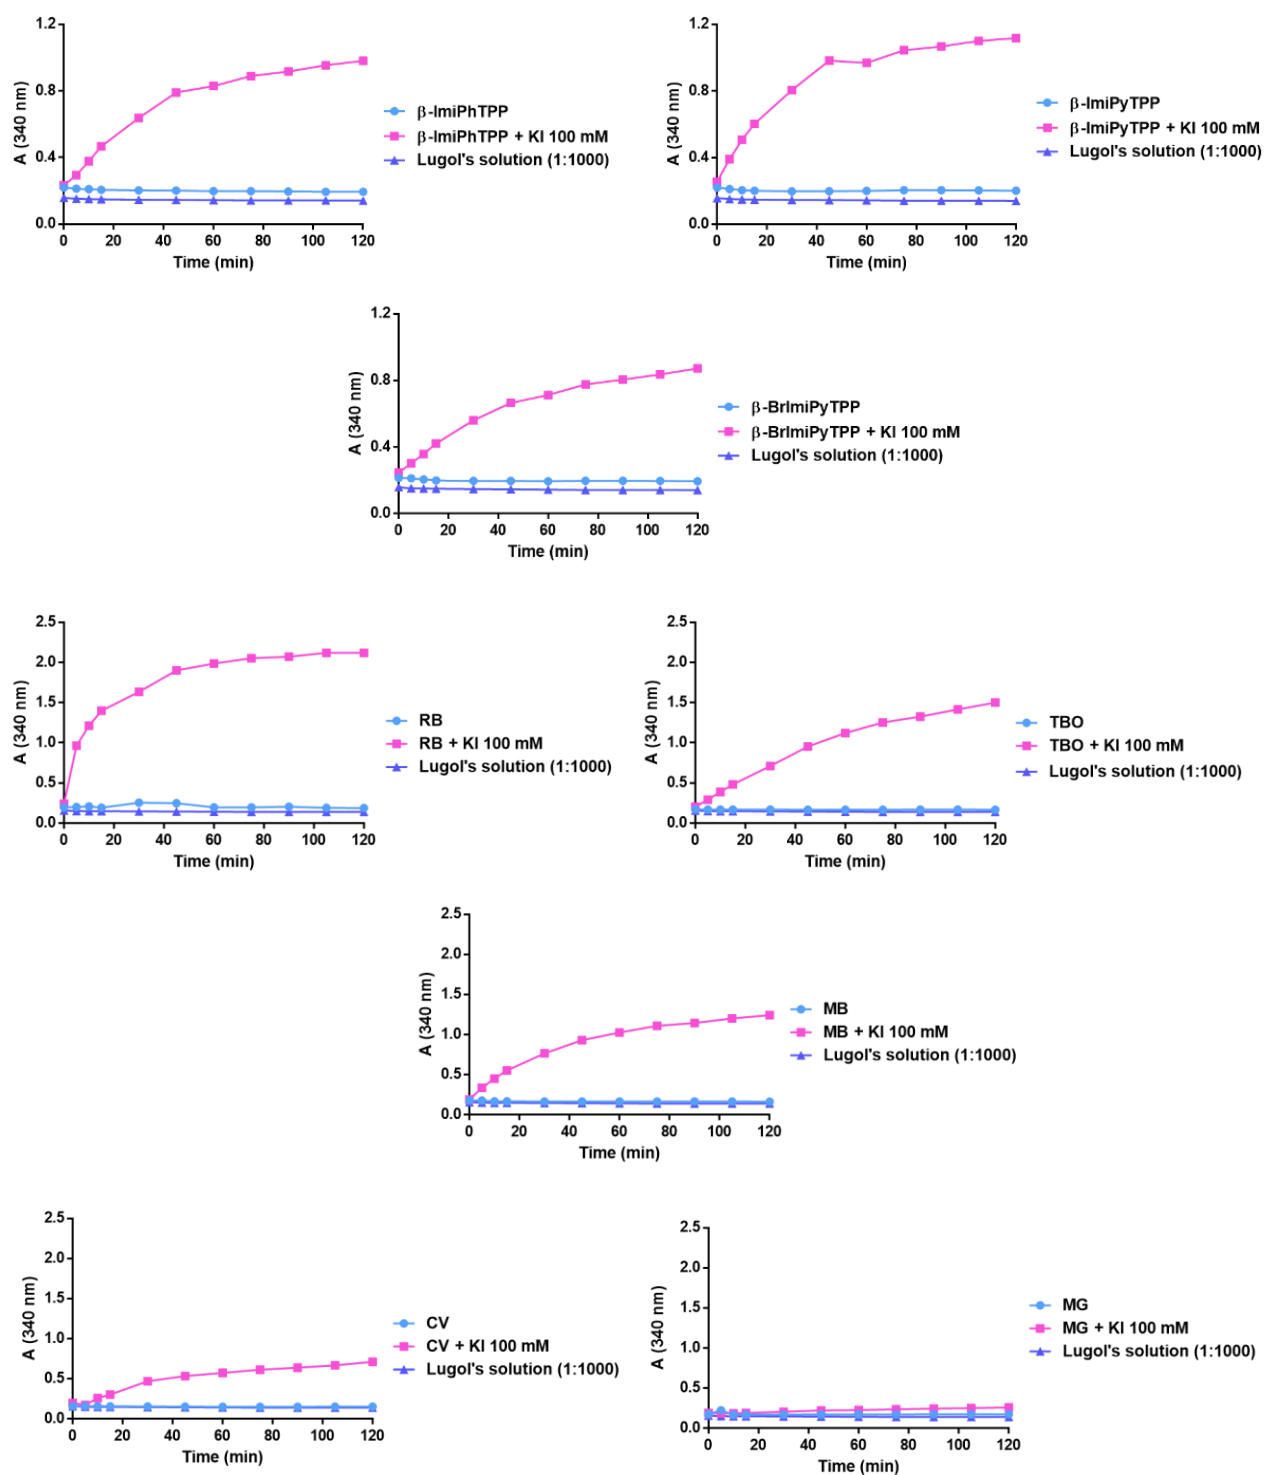 1.2
0.8
0.4
0.0
A (340 nm)
0 20 40 60 80 100 120
Time (min)
β-ImiPhTPP
β-ImiPhTPP + KI 100 mM
Lugol's solution (1:1000)
1.2
0.8
0.4
0.0
A (340 nm)
0 20 40 60 80 100 120
Time (min)
β-ImiPyTPP
β-ImiPyTPP + KI 100 mM
Lugol's solution (1:1000)
1.2
0.8
0.4
0.0
A (340 nm)
0 20 40 60 80 100 120
Time (min)
β-BrImiPyTPP
β-BrImiPyTPP + KI 100 mM
Lugol's solution (1:1000)
2.5
2.0
1.5
1.0
0.5
0.0
A (340 nm)
0 20 40 60 80 100 120
Time (min)
RB
RB + KI 100 mM
Lugol's solution (1:1000)
2.5
2.0
1.5
1.0
0.5
0.0
A (340 nm)
0 20 40 60 80 100 120
Time (min)
TBO
TBO + KI 100 mM
Lugol's solution (1:1000)
2.5
2.0
1.5
1.0
0.5
0.0
A (340 nm)
0 20 40 60 80 100 120
Time (min)
MB
MB + KI 100 mM
Lugol's solution (1:1000)
2.5
2.0
1.5
1.0
0.5
0.0
A (340 nm)
0 20 40 60 80 100 120
Time (min)
CV
CV + KI 100 mM
Lugol's solution (1:1000)
2.5
2.0
1.5
1.0
0.5
0.0
A (340 nm)
0 20 40 60 80 100 120
Time (min)
MG
MG + KI 100 mM
Lugol's solution (1:1000)